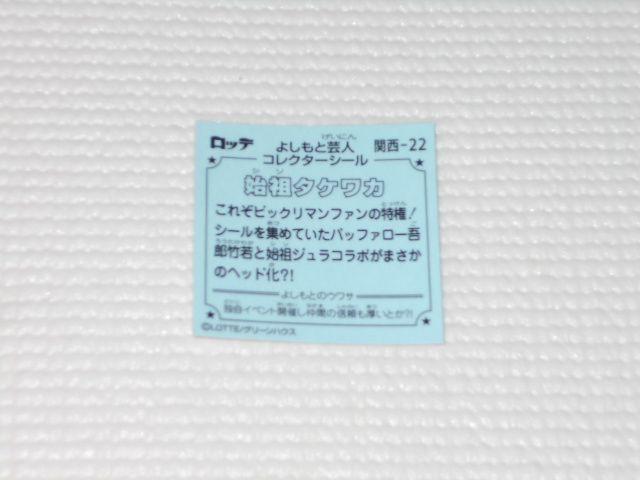 ロッテ よしもと芸人 関西-22
コレクターシール
始祖タケワカ
これぞビックリマンファンの特権!
シールを集めていたバッファロー吾
郎竹若と始祖ジュラコラボがまさか
のヘッド化?!
よしもとのウワサ
独自イベント開催し仲間の信頼も厚いとか?!
©LOTTE/グリーンハウス